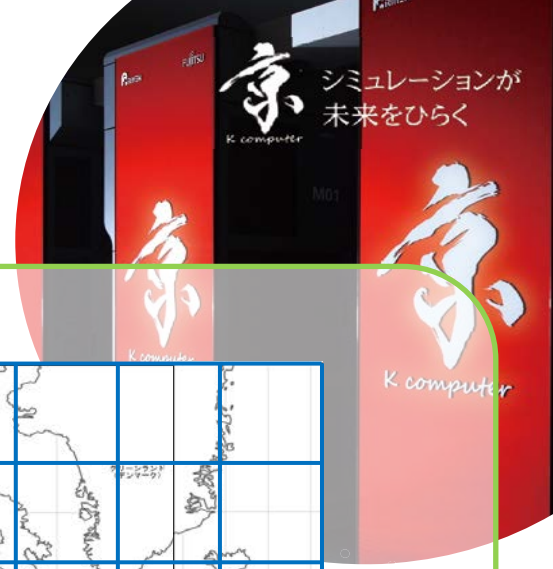 FUJITSU
京
K computer
シミュレーションが
未来をひらく
M01
京
K computer
京
K computer
グリーンランド
(デンマーク)